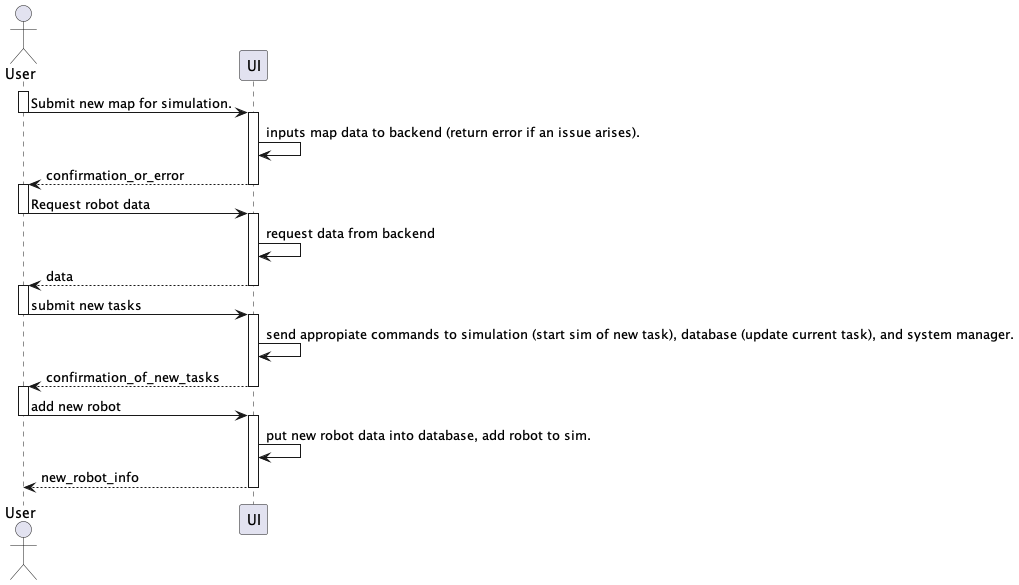 User
UI
Submit new map for simulation.
inputs map data to backend (return error if an issue arises).
confirmation_or_error
Request robot data
request data from backend
data
submit new tasks
send appropiate commands to simulation (start sim of new task), database (update current task), and system manager.
confirmation_of_new_tasks
add new robot
put new robot data into database, add robot to sim.
new_robot_info
User
UI